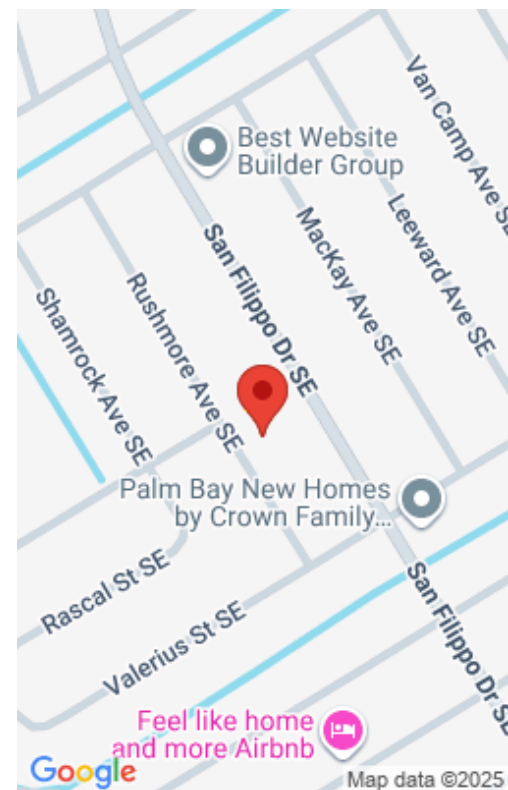 Van Camp Ave SE
Best Website
Builder Group
MacKay Ave SE
Leeward Ave SE
San Filippo Dr SE
Rushmore Ave SE
Shamrock Ave SE
Palm Bay New Homes
by Crown Family...
Rascal St SE
Valerius St SE
San Filippo Dr SE
Feel like home
and more Airbnb
Google
Map data ©2025